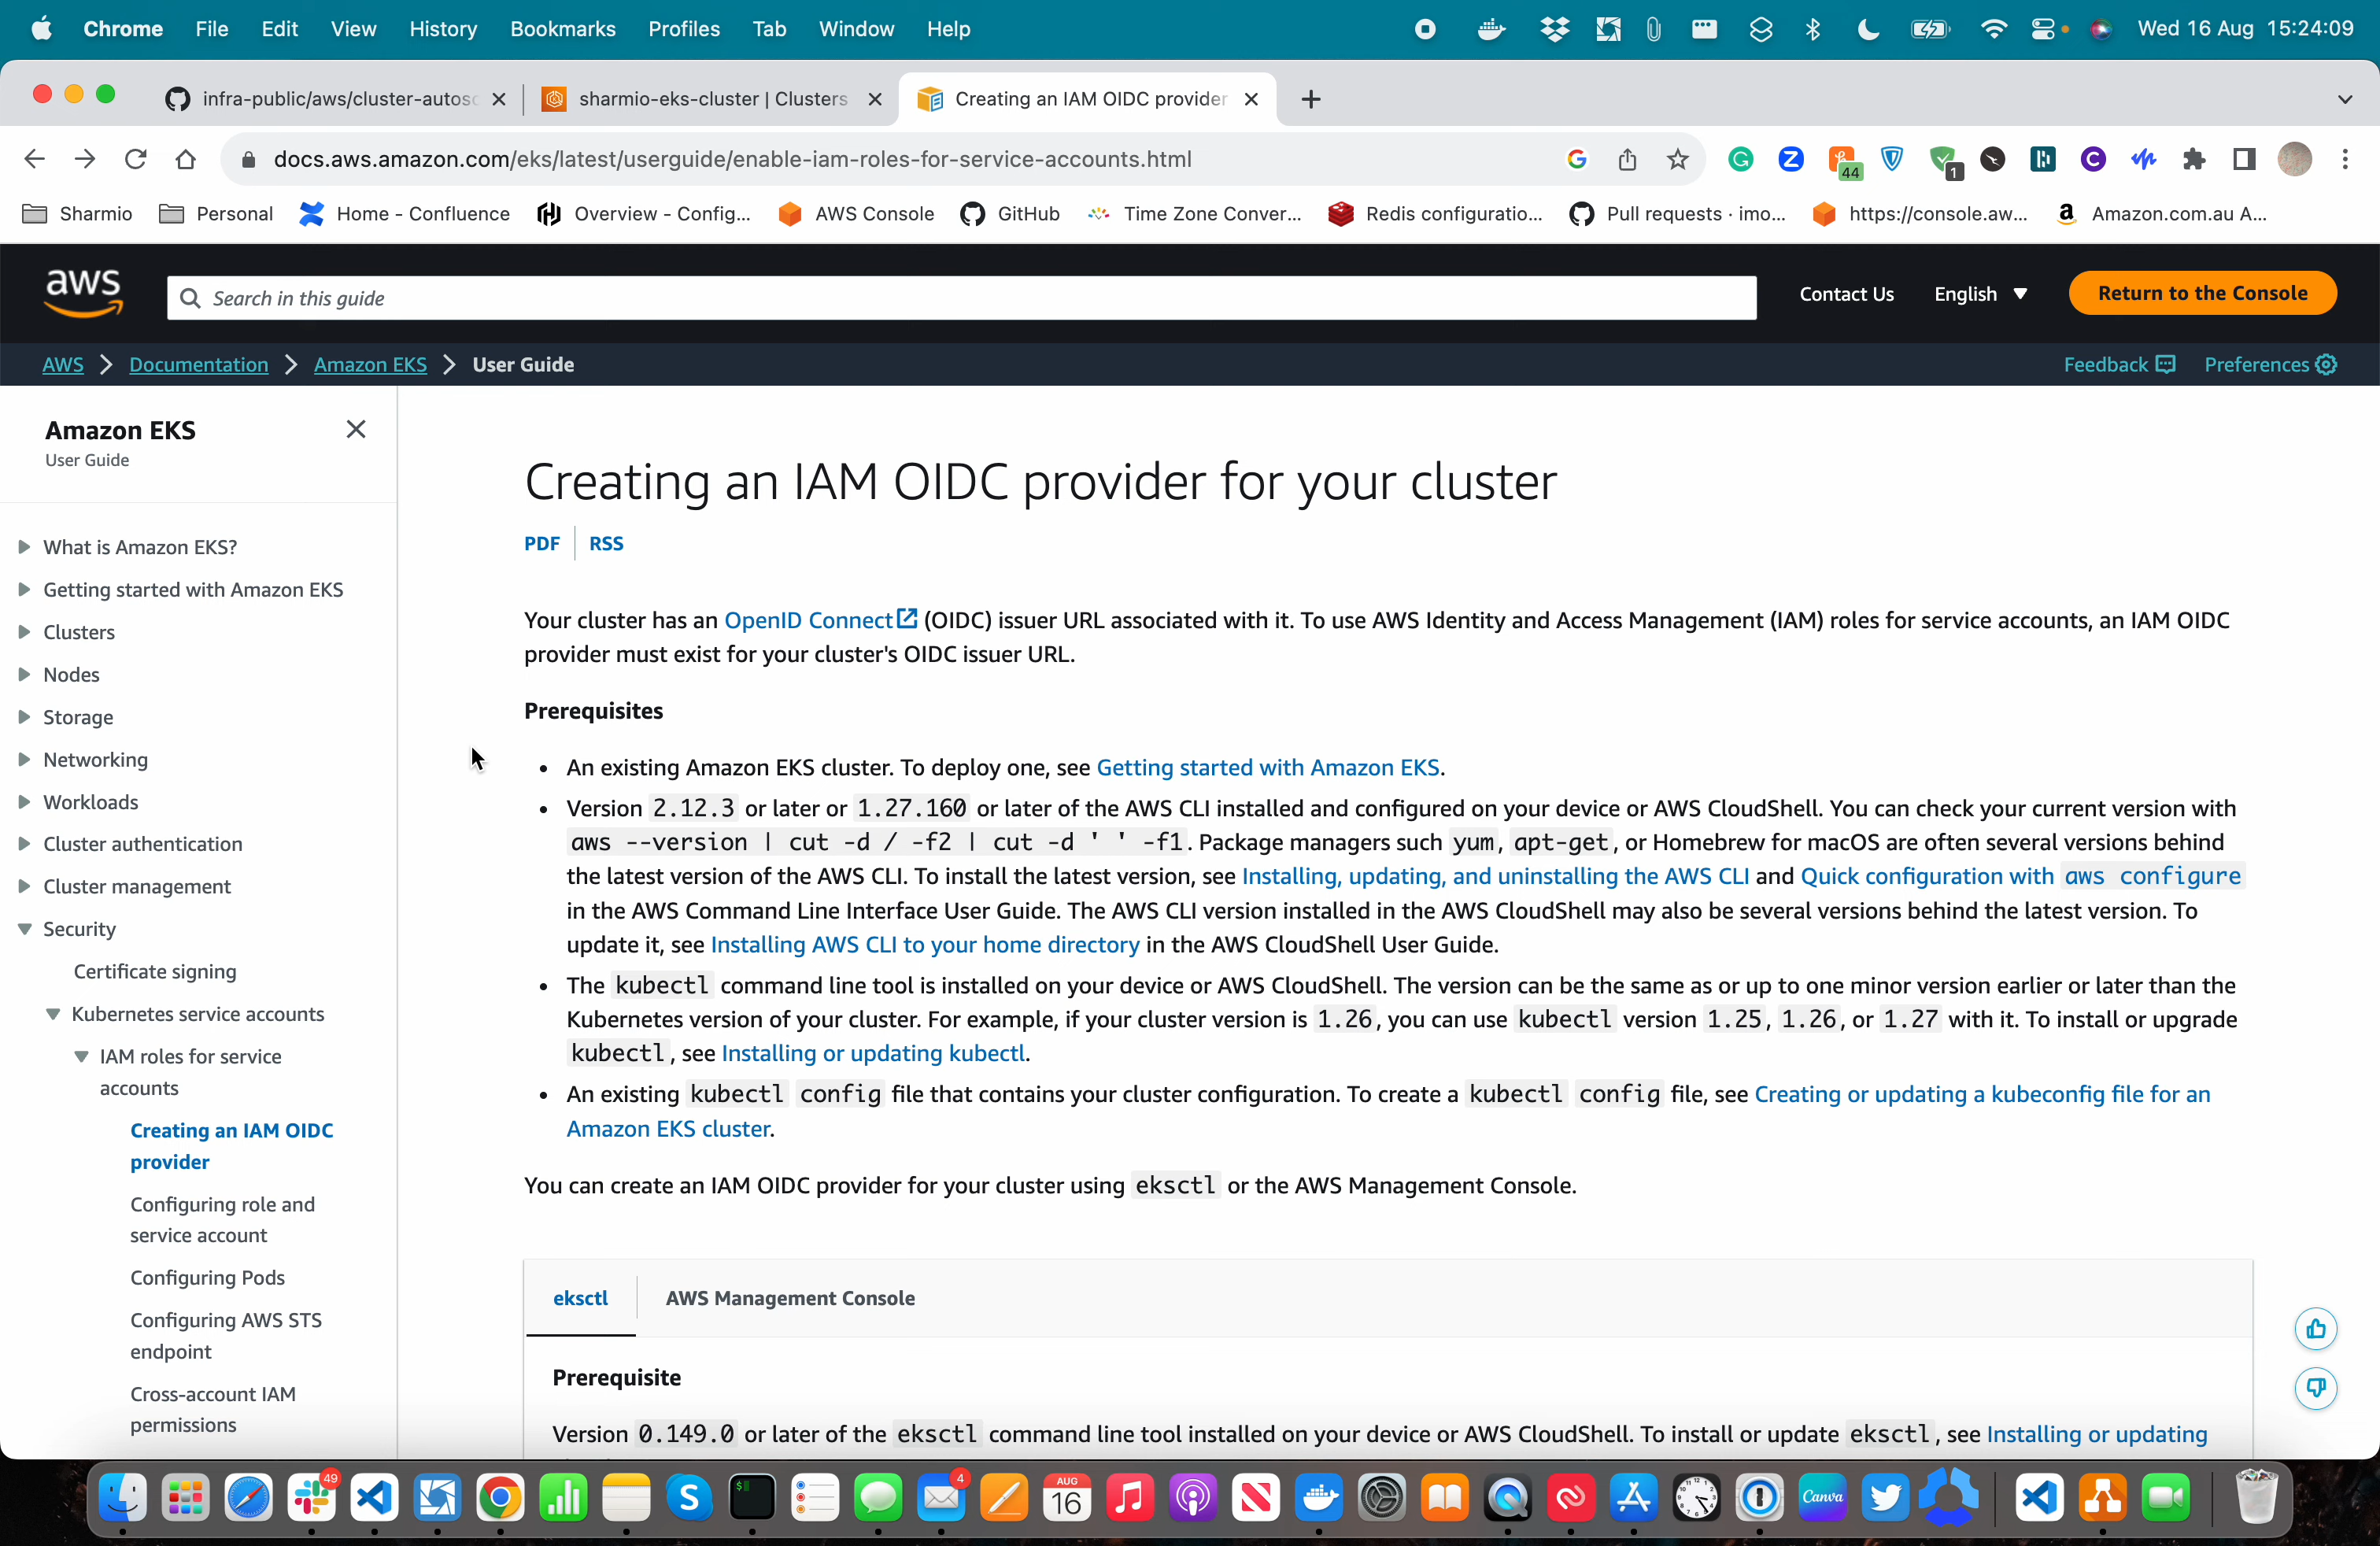 Chrome File Edit View History Bookmarks Profiles Tab Window Help Wed 16 Aug 15:24:09
infra-public/aws/cluster-autosc sharmio-eks-cluster | Clusters Creating an IAM OIDC provider
docs.aws.amazon.com/eks/latest/userguide/enable-iam-roles-for-service-accounts.html 44 1
Sharmio Personal Home - Confluence Overview - Config... AWS Console GitHub Time Zone Conver... Redis configuratio... Pull requests · imo... https://console.aw... Amazon.com.au A...
aws Search in this guide Contact Us English Return to the Console
AWS Documentation Amazon EKS User Guide Feedback Preferences
Amazon EKS
User Guide
What is Amazon EKS?
Getting started with Amazon EKS
Clusters
Nodes
Storage
Networking
Workloads
Cluster authentication
Cluster management
Security
Certificate signing
Kubernetes service accounts
IAM roles for service
accounts
Creating an IAM OIDC
provider
Configuring role and
service account
Configuring Pods
Configuring AWS STS
endpoint
Cross-account IAM
permissions
Creating an IAM OIDC provider for your cluster
PDF RSS
Your cluster has an OpenID Connect (OIDC) issuer URL associated with it. To use AWS Identity and Access Management (IAM) roles for service accounts, an IAM OIDC
provider must exist for your cluster's OIDC issuer URL.
Prerequisites
• An existing Amazon EKS cluster. To deploy one, see Getting started with Amazon EKS.
• Version 2.12.3 or later or 1.27.160 or later of the AWS CLI installed and configured on your device or AWS CloudShell. You can check your current version with
aws --version | cut -d / -f2 | cut -d ' ' -f1. Package managers such yum, apt-get, or Homebrew for macOS are often several versions behind
the latest version of the AWS CLI. To install the latest version, see Installing, updating, and uninstalling the AWS CLI and Quick configuration with aws configure
in the AWS Command Line Interface User Guide. The AWS CLI version installed in the AWS CloudShell may also be several versions behind the latest version. To
update it, see Installing AWS CLI to your home directory in the AWS CloudShell User Guide.
• The kubectl command line tool is installed on your device or AWS CloudShell. The version can be the same as or up to one minor version earlier or later than the
Kubernetes version of your cluster. For example, if your cluster version is 1.26, you can use kubectl version 1.25, 1.26, or 1.27 with it. To install or upgrade
kubectl, see Installing or updating kubectl.
• An existing kubectl config file that contains your cluster configuration. To create a kubectl config file, see Creating or updating a kubeconfig file for an
Amazon EKS cluster.
You can create an IAM OIDC provider for your cluster using eksctl or the AWS Management Console.
eksctl AWS Management Console
Prerequisite
Version 0.149.0 or later of the eksctl command line tool installed on your device or AWS CloudShell. To install or update eksctl, see Installing or updating
49 4 AUG 16 Canva